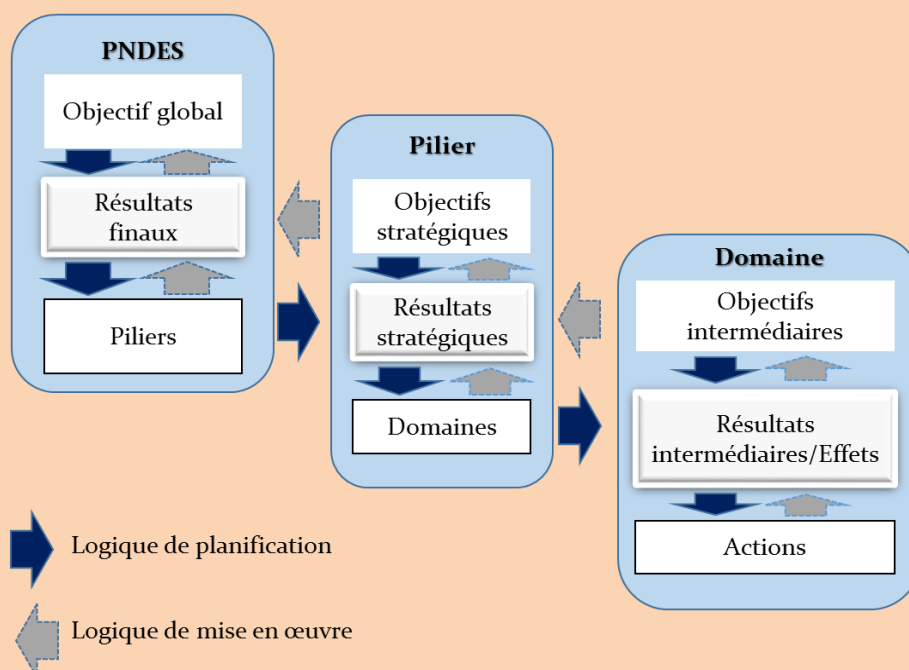 PNDES
Objectif global
Résultats
finaux
Piliers
Pilier
Objectifs
stratégiques
Résultats
stratégiques
Domaines
Domaine
Objectifs
intermédiaires
Résultats
intermédiaires/Effets
Actions
Logique de planification
Logique de mise en œuvre